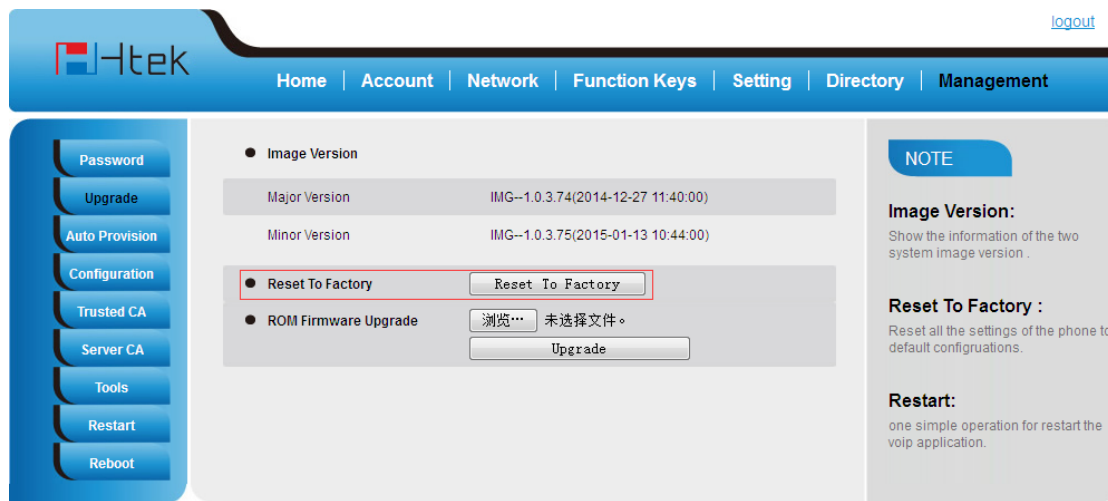 logout
Htek
Home Account Network Function Keys Setting Directory Management
Password
Upgrade
Auto Provision
Configuration
Trusted CA
Server CA
Tools
Restart
Reboot
Image Version
Major Version IMG--1.0.3.74(2014-12-27 11:40:00)
Minor Version IMG--1.0.3.75(2015-01-13 10:44:00)
Reset To Factory Reset To Factory
ROM Firmware Upgrade 浏览… 未选择文件。
Upgrade
NOTE
Image Version:
Show the information of the two
system image version .
Reset To Factory :
Reset all the settings of the phone to
default configruations.
Restart:
one simple operation for restart the
voip application.